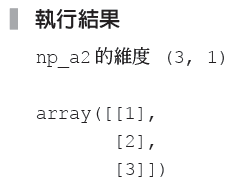 執行結果
np_a2的維度 (3, 1)
array([[1],
       [2],
       [3]])